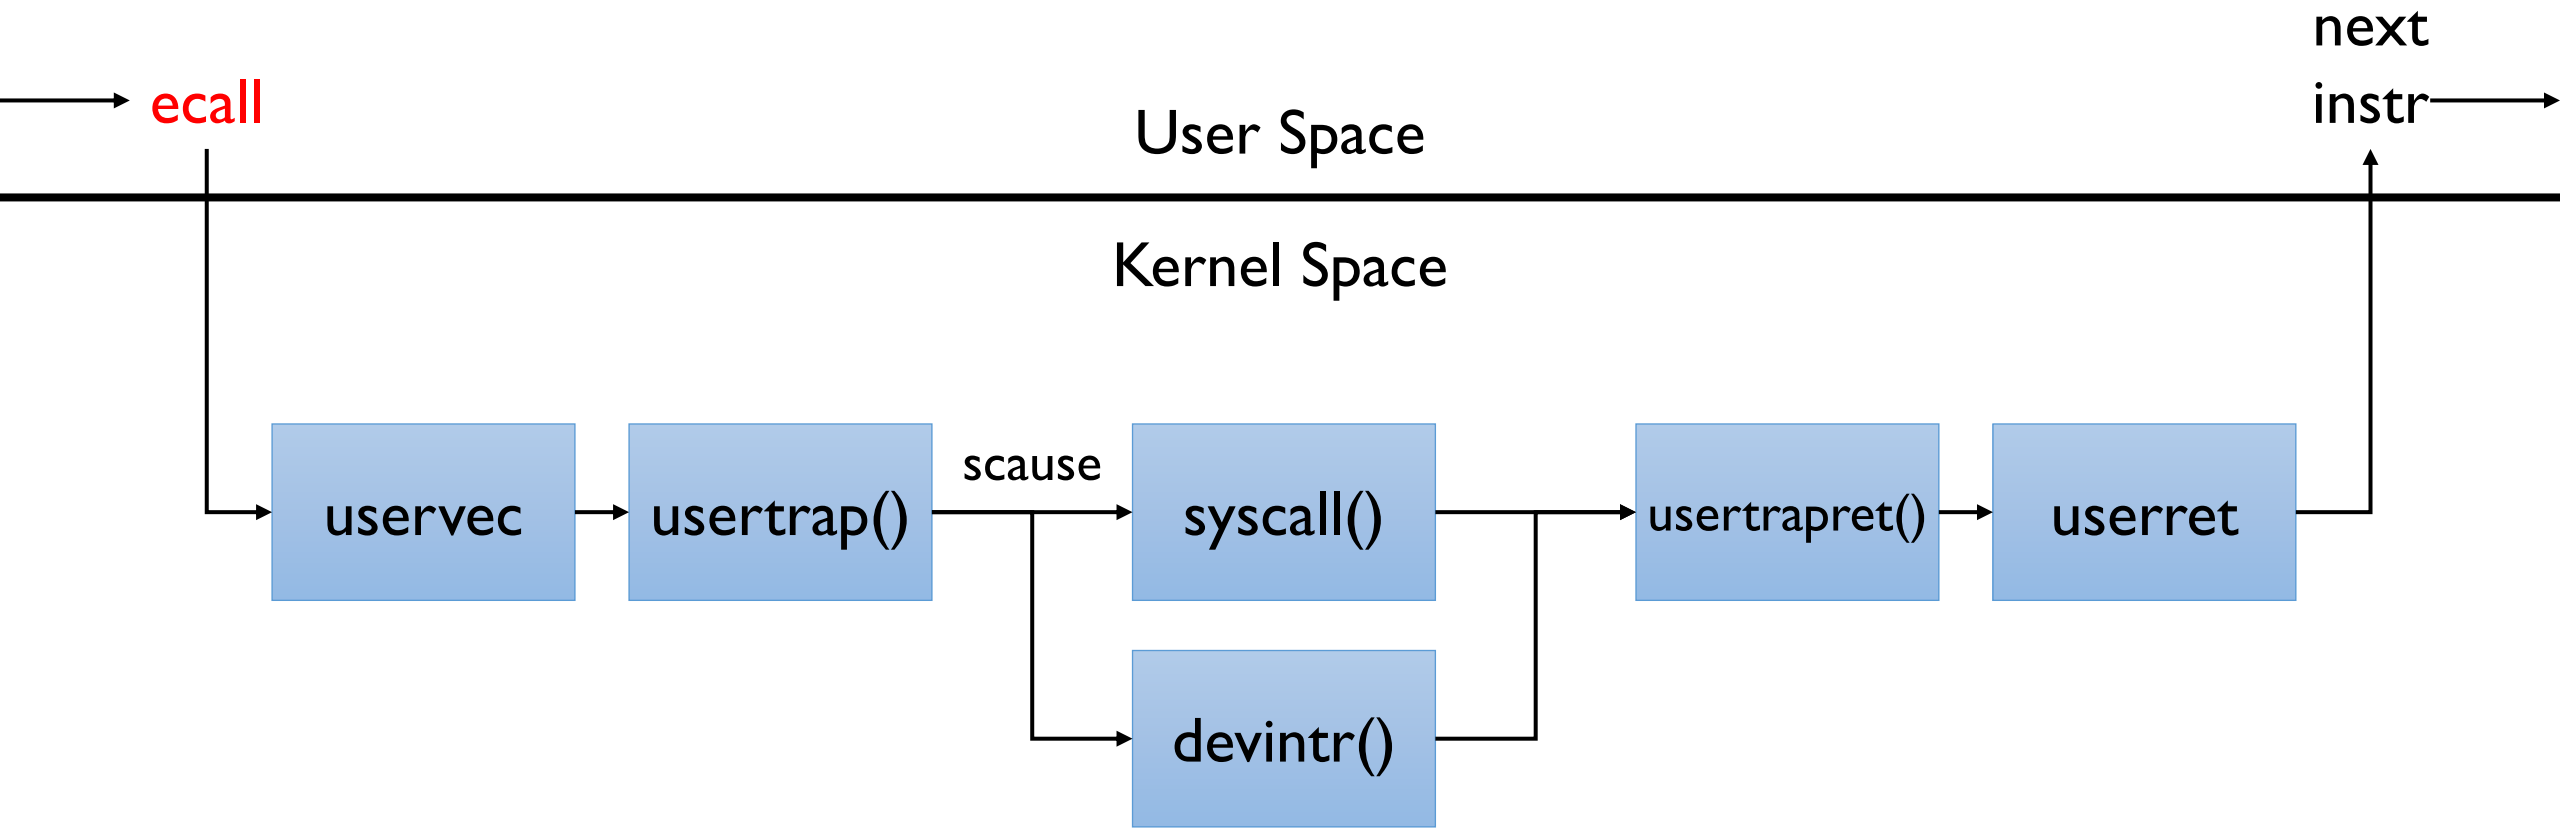 next
ecall
instr
User Space
Kernel Space
scause
uservec
usertrap()
syscall()
usertrapret()
userret
devintr()